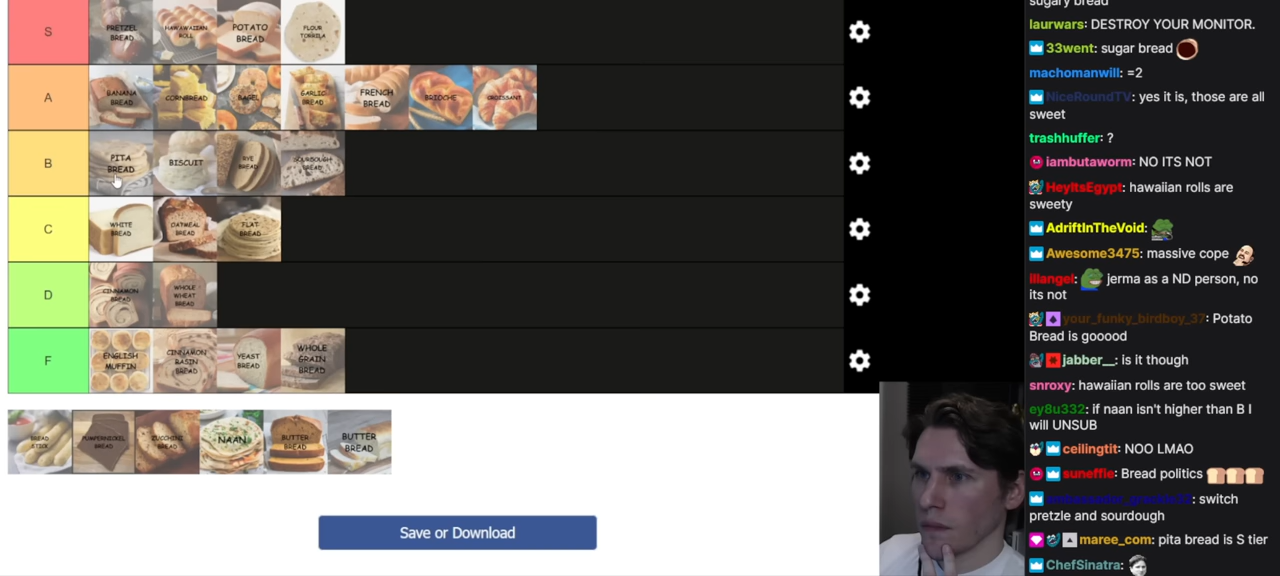 S
PRETZEL
BREAD
HAWAIIAN
ROLL
POTATO
BREAD
FLOUR
TORTILLA
A
BANANA
BREAD
CORNBREAD
BAGEL
GARLIC
BREAD
FRENCH
BREAD
BRIOCHE
CROISSANT
B
PITA
BREAD
BISCUIT
RYE
BREAD
SOURDOUGH
BREAD
C
WHITE
BREAD
OATMEAL
BREAD
FLAT
BREAD
D
CINNAMON
BREAD
WHOLE
WHEAT
BREAD
F
ENGLISH
MUFFIN
CINNAMON
RASIN
BREAD
YEAST
BREAD
WHOLE
GRAIN
BREAD
BREAD
STICK
PUMPERNICKEL
BREAD
ZUCCHINI
BREAD
NAAN
BUTTER
BREAD
BUTTER
BREAD
Save or Download
sugary bread
laurwars: DESTROY YOUR MONITOR.
33went: sugar bread
machomanwill: =2
NiceRoundTV: yes it is, those are all
sweet
trashhuffer: ?
iambutaworm: NO ITS NOT
HeyItsEgypt: hawaiian rolls are
sweety
AdriftInTheVoid:
Awesome3475: massive cope
jerma as a ND person, no
its not
your_funky_birdboy_37: Potato
Bread is gooood
jabber__: is it though
snroxy: hawaiian rolls are too sweet
ey8u332: if naan isn't higher than B I
will UNSUB
ceilingtit: NOO LMAO
suneffie: Bread politics
switch
pretzle and sourdough
maree_com: pita bread is S tier
ChefSinatra: